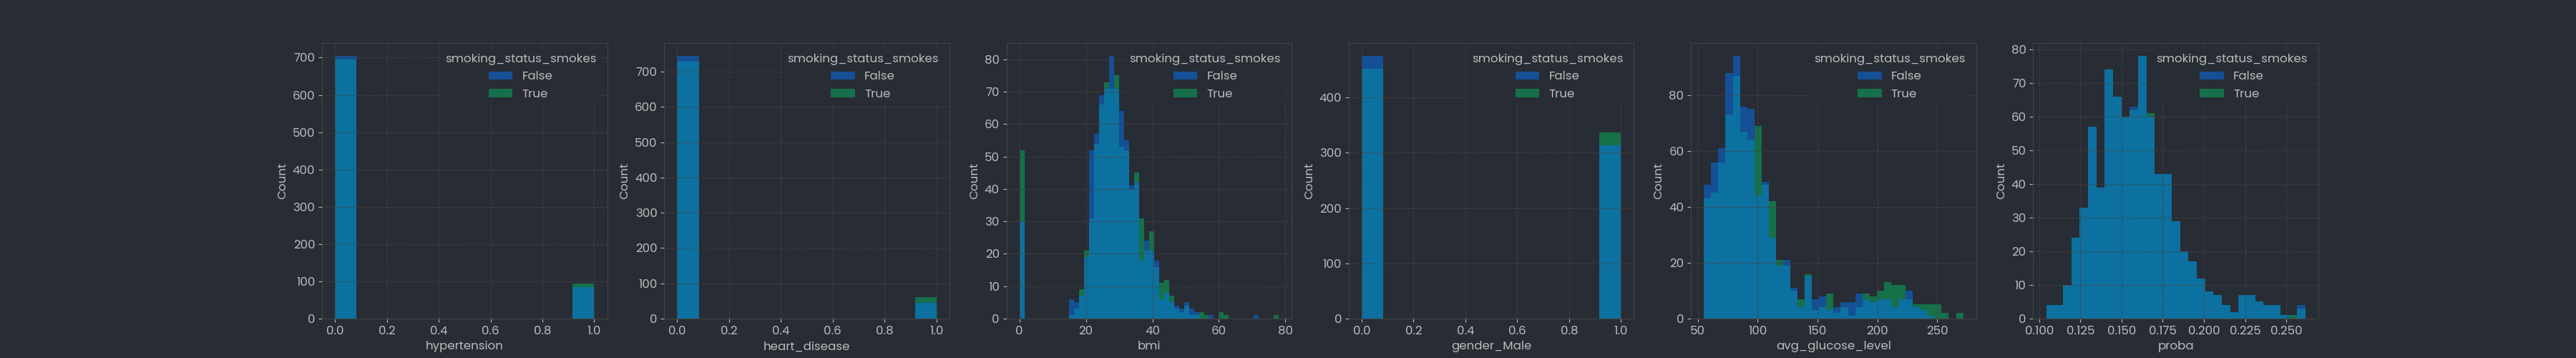 smoking_status_smokes
False
True
700
600
500
400
300
200
100
0
Count
0.0 0.2 0.4 0.6 0.8 1.0
hypertension
smoking_status_smokes
False
True
700
600
500
400
300
200
100
0
Count
0.0 0.2 0.4 0.6 0.8 1.0
heart_disease
smoking_status_smokes
False
True
80
70
60
50
40
30
20
10
0
Count
0 20 40 60 80
bmi
smoking_status_smokes
False
True
400
300
200
100
0
Count
0.0 0.2 0.4 0.6 0.8 1.0
gender_Male
smoking_status_smokes
False
True
80
60
40
20
0
Count
50 100 150 200 250
avg_glucose_level
smoking_status_smokes
False
True
80
70
60
50
40
30
20
10
0
Count
0.100 0.125 0.150 0.175 0.200 0.225 0.250
proba